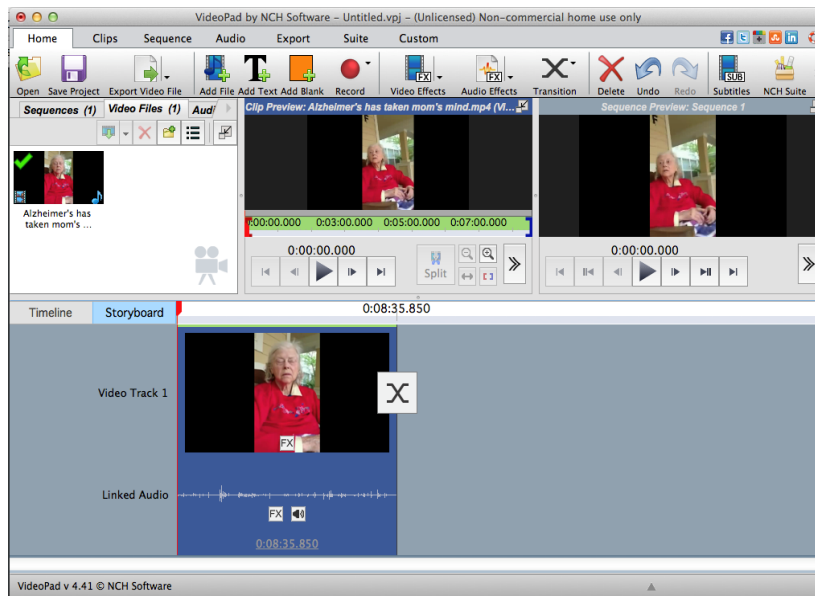 VideoPad by NCH Software – Untitled.vpj – (Unlicensed) Non-commercial home use only
Home Clips Sequence Audio Export Suite Custom
FX FX SUB
Open Save Project Export Video File Add File Add Text Add Blank Record Video Effects Audio Effects Transition Delete Undo Redo Subtitles NCH Suite
Sequences (1) Video Files (1) Audi
Clip Preview: Alzheimer's has taken mom's mind.mp4 (Vi...
Sequence Preview: Sequence 1
Alzheimer's has
taken mom's ...
0:03:00.000 0:05:00.000 0:07:00.000
0:00:00.000
Split
0:00:00.000
Timeline Storyboard 0:08:35.850
Video Track 1
FX
Linked Audio
FX
0:08:35.850
VideoPad v 4.41 © NCH Software